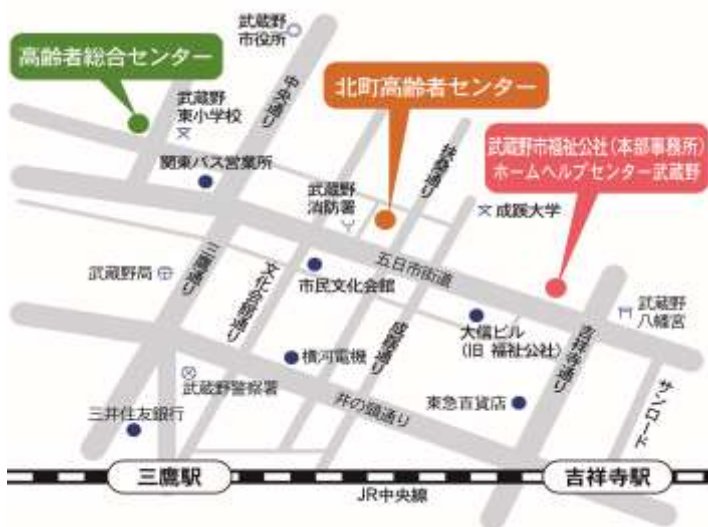 武蔵野
市役所
高齢者総合センター
中央通り
北町高齢者センター
武蔵野
東小学校
扶桑通り
武蔵野市福祉公社(本部事務所)
ホームヘルプセンター武蔵野
関東バス営業所
武蔵野
消防署
成蹊大学
三鷹通り
五日市街道
武蔵野局
文化会館通り
市民文化会館
成蹊通り
大信ビル
(旧 福祉公社)
吉祥寺通り
武蔵野
八幡宮
横河電機
武蔵野警察署
井の頭通り
東急百貨店
サンロード
三井住友銀行
三鷹駅
吉祥寺駅
JR中央線